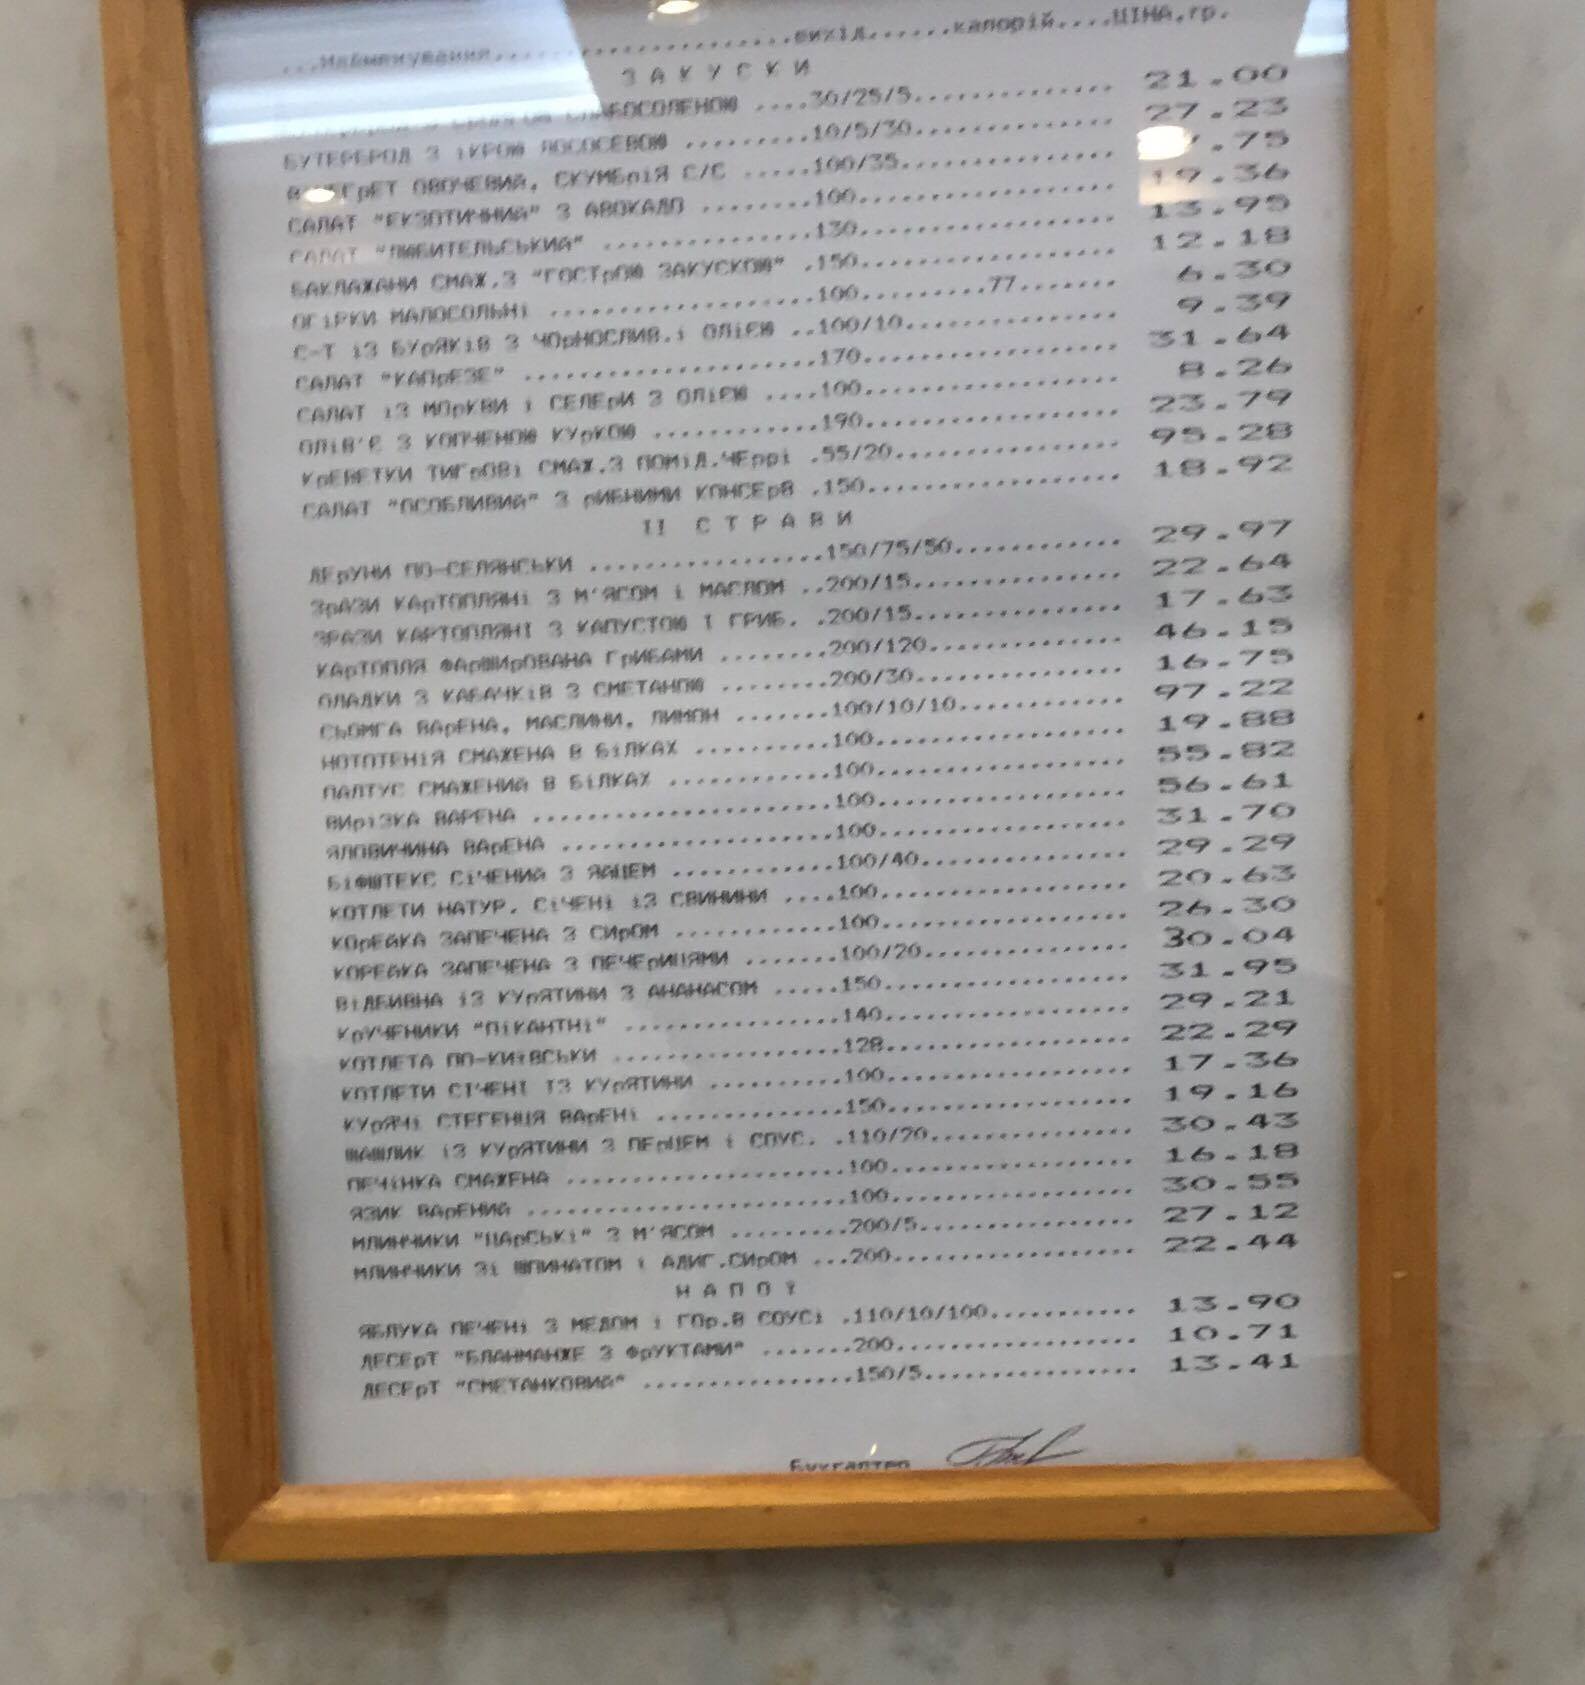 ...Найменування......................вихід......калорій....ЦІНА,гр.
З А К У С К И
СЛАБОСОЛЕНОЮ ....30/25/5.............. 21.00
БУТЕРБРОД З іКРОЮ ЛОСОСЕВОЮ .........10/5/30.............. 27.23
ОВОЧЕВИЙ, СКУМБрІЯ С/С .....100/35.............. .75
САЛАТ "ЕКЗОТИЧНИЙ" З АВОКАДО ........100.............. 19.36
САЛАТ "ЛЮБИТЕЛЬСЬКИЙ" ...............130.............. 13.95
БАКЛАЖАНИ СМАЖ.З "ГОСТрОЮ ЗАКУСКОЮ" .150.............. 12.18
ОГІРКИ МАЛОСОЛЬНі ...................100.........77....... 6.30
С-Т іЗ БУрЯКіВ З ЧОрНОСЛИВ.і ОЛіЄЮ ..100/10.............. 9.39
САЛАТ "КАПрЕЗЕ" .....................170.............. 31.64
САЛАТ іЗ МОрКВИ і СЕЛЕрИ З ОЛіЄЮ ....100.............. 8.26
ОЛіВ'Є З КОПЧЕНОЮ КУрКОЮ ............190.............. 23.79
КрЕВЕТКИ ТИГрОВі СМАЖ.З ПОМіД.ЧЕррі .55/20.............. 95.28
САЛАТ "ОСОБЛИВИЙ" З рИБНИМИ КОНСЕрВ .150.............. 18.92
ІІ С Т Р А В И
ДЕрУНИ ПО-СЕЛЯНСЬКИ .................150/75/50............ 29.97
ЗрАЗИ КАрТОПЛЯНі З М'ЯСОМ і МАСЛОМ ..200/15.............. 22.64
ЗРАЗИ КАРТОПЛЯНІ З КАПУСТОЮ І ГРИБ. .200/15.............. 17.63
КАрТОПЛЯ ФАрШИрОВАНА ГрИБАМИ ........200/120.............. 46.15
ОЛАДКИ З КАБАЧКіВ З СМЕТАНОЮ ........200/30.............. 16.75
СЬОМГА ВАрЕНА, МАСЛИНИ, ЛИМОН .......100/10/10............ 97.22
НОТОТЕНіЯ СМАЖЕНА В БіЛКАХ ..........100.............. 19.88
ПАЛТУС СМАЖЕНИЙ В БіЛКАХ ............100.............. 55.82
ВИріЗКА ВАРЕНА ......................100.............. 56.61
ЯЛОВИЧИНА ВАрЕНА ....................100.............. 31.70
БіФШТЕКС СіЧЕНИЙ З ЯЙЦЕМ ............100/40.............. 29.29
КОТЛЕТИ НАТУР. СіЧЕНі іЗ СВИНИНИ ....100.............. 20.63
КОрЕЙКА ЗАПЕЧЕНА З СИрОМ ............100.............. 26.30
КОРЕЙКА ЗАПЕЧЕНА З ПЕЧЕрИЦЯМИ .......100/20.............. 30.04
ВіДБИВНА іЗ КУрЯТИНИ З АНАНАСОМ .....150.............. 31.95
КрУЧЕНИКИ "ПіКАНТНі" ................140.............. 29.21
КОТЛЕТА ПО-КИЇВСЬКИ .................128.............. 22.29
КОТЛЕТИ СІЧЕНІ ІЗ КУрЯТИНИ ..........100.............. 17.36
КУрЯЧі СТЕГЕНЦЯ ВАрЕНі ..............150.............. 19.16
ШАШЛИК іЗ КУрЯТИНИ З ПЕрЦЕМ і СОУС. .110/20.............. 30.43
ПЕЧіНКА СМАЖЕНА .....................100.............. 16.18
ЯЗИК ВАрЕНИЙ ........................100.............. 30.55
МЛИНЧИКИ "ЦАрСЬКі" З М'ЯСОМ .........200/5.............. 27.12
МЛИНЧИКИ Зі ШПИНАТОМ і АДИГ.СИрОМ ...200.............. 22.44
Н А П О Ї
ЯБЛУКА ПЕЧЕНі З МЕДОМ і ГОр.В СОУСі .110/10/100........... 13.90
ДЕСЕрТ "БЛАНМАНЖЕ З ФрУКТАМИ" .......200.............. 10.71
ДЕСЕрТ "СМЕТАНКОВИЙ" ................150/5.............. 13.41
Бухгалтер